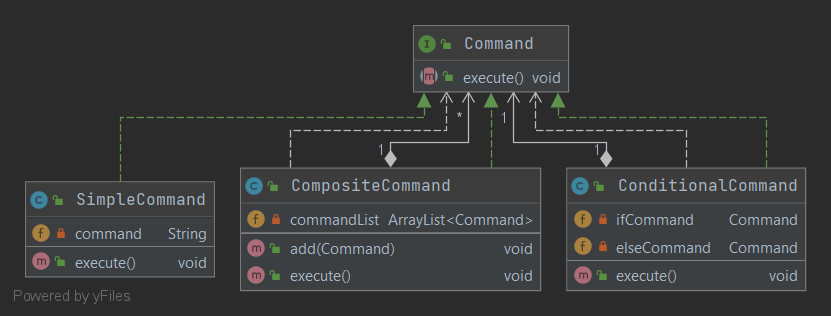 I Command
m execute() void
* 1
1 1
C SimpleCommand
f command String
m execute() void
C CompositeCommand
f commandList ArrayList<Command>
m add(Command) void
m execute() void
C ConditionalCommand
f ifCommand Command
f elseCommand Command
m execute() void
Powered by yFiles